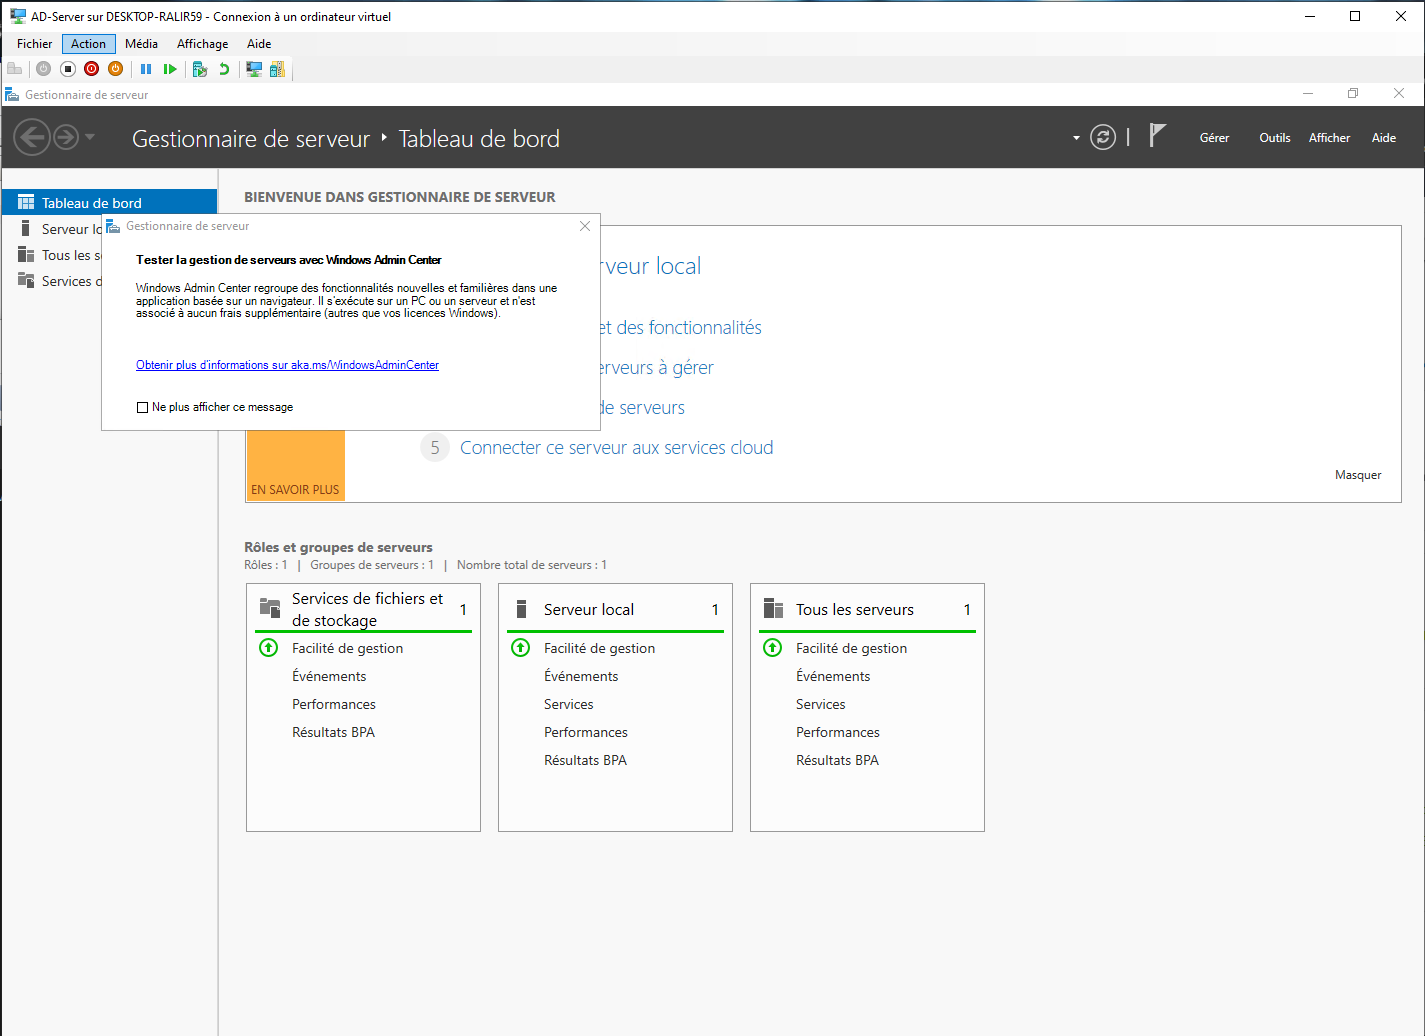 AD-Server sur DESKTOP-RALIR59 - Connexion à un ordinateur virtuel
Fichier Action Média Affichage Aide
Gestionnaire de serveur
Gestionnaire de serveur ‣ Tableau de bord
Gérer Outils Afficher Aide
Tableau de bord
Serveur lo
Tous les s
Services d
BIENVENUE DANS GESTIONNAIRE DE SERVEUR
Gestionnaire de serveur
Tester la gestion de serveurs avec Windows Admin Center
Windows Admin Center regroupe des fonctionnalités nouvelles et familières dans une
application basée sur un navigateur. Il s'exécute sur un PC ou un serveur et n'est
associé à aucun frais supplémentaire (autres que vos licences Windows).
Obtenir plus d'informations sur aka.ms/WindowsAdminCenter
Ne plus afficher ce message
rveur local
et des fonctionnalités
erveurs à gérer
de serveurs
5 Connecter ce serveur aux services cloud
EN SAVOIR PLUS
Masquer
Rôles et groupes de serveurs
Rôles : 1 | Groupes de serveurs : 1 | Nombre total de serveurs : 1
Services de fichiers et
de stockage
1
Facilité de gestion
Événements
Performances
Résultats BPA
Serveur local 1
Facilité de gestion
Événements
Services
Performances
Résultats BPA
Tous les serveurs 1
Facilité de gestion
Événements
Services
Performances
Résultats BPA